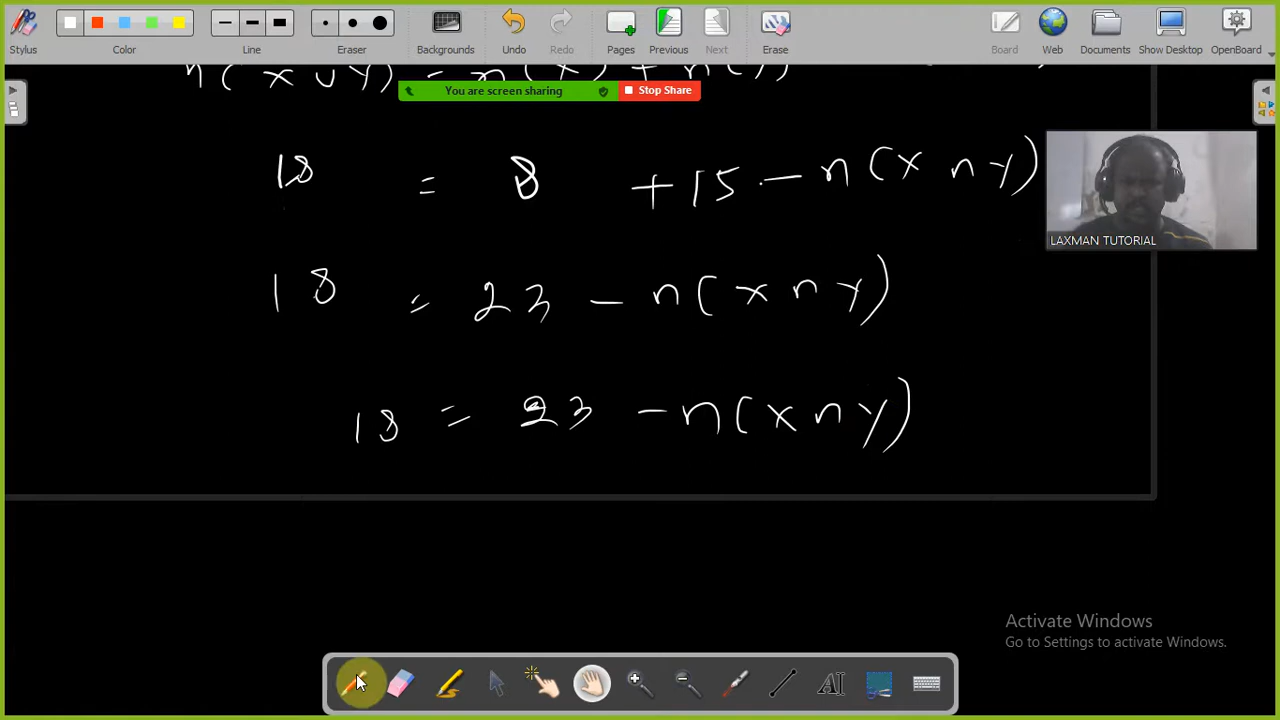 Stylus Color Line Eraser Backgrounds Undo Redo Pages Previous Next Erase Board Web Documents Show Desktop OpenBoard
n(X∪Y) = n(X) + n(
You are screen sharing Stop Share
18 = 8 + 15 - n(X ∩ Y)
LAXMAN TUTORIAL
18 = 23 - n(X ∩ Y)
18 = 23 - n(X ∩ Y)
Activate Windows
Go to Settings to activate Windows.
AI